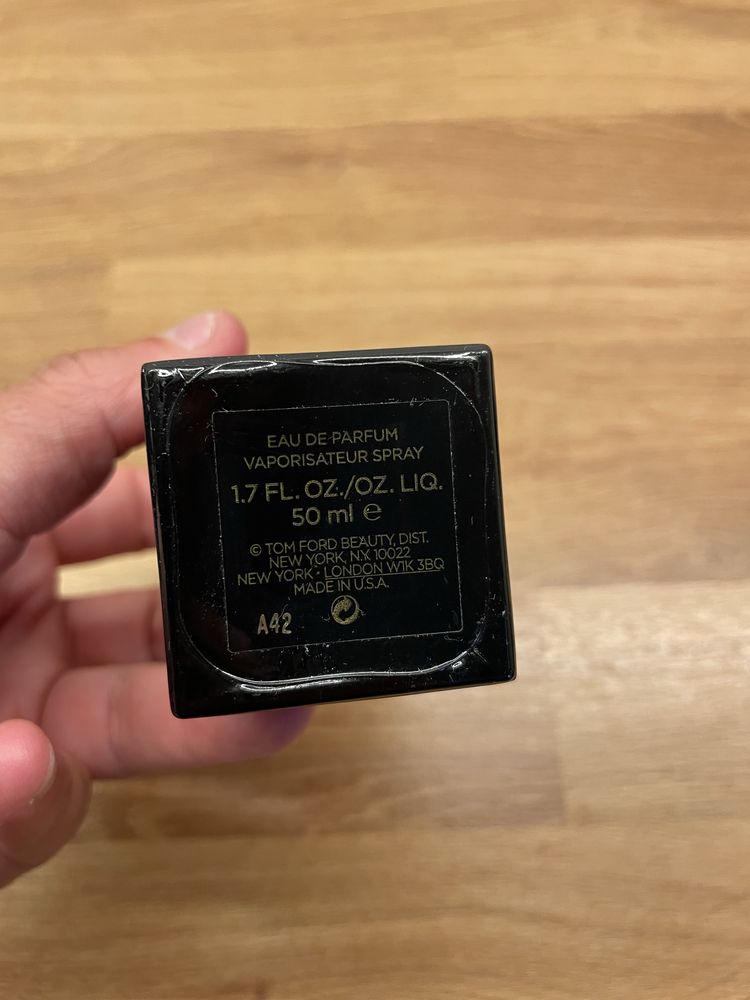 EAU DE PARFUM
VAPORISATEUR SPRAY
1.7 FL. OZ./OZ. LIQ.
50 ml ℮
© TOM FORD BEAUTY, DIST.
NEW YORK, N.Y. 10022
NEW YORK • LONDON W1K 3BQ
MADE IN U.S.A.
A42